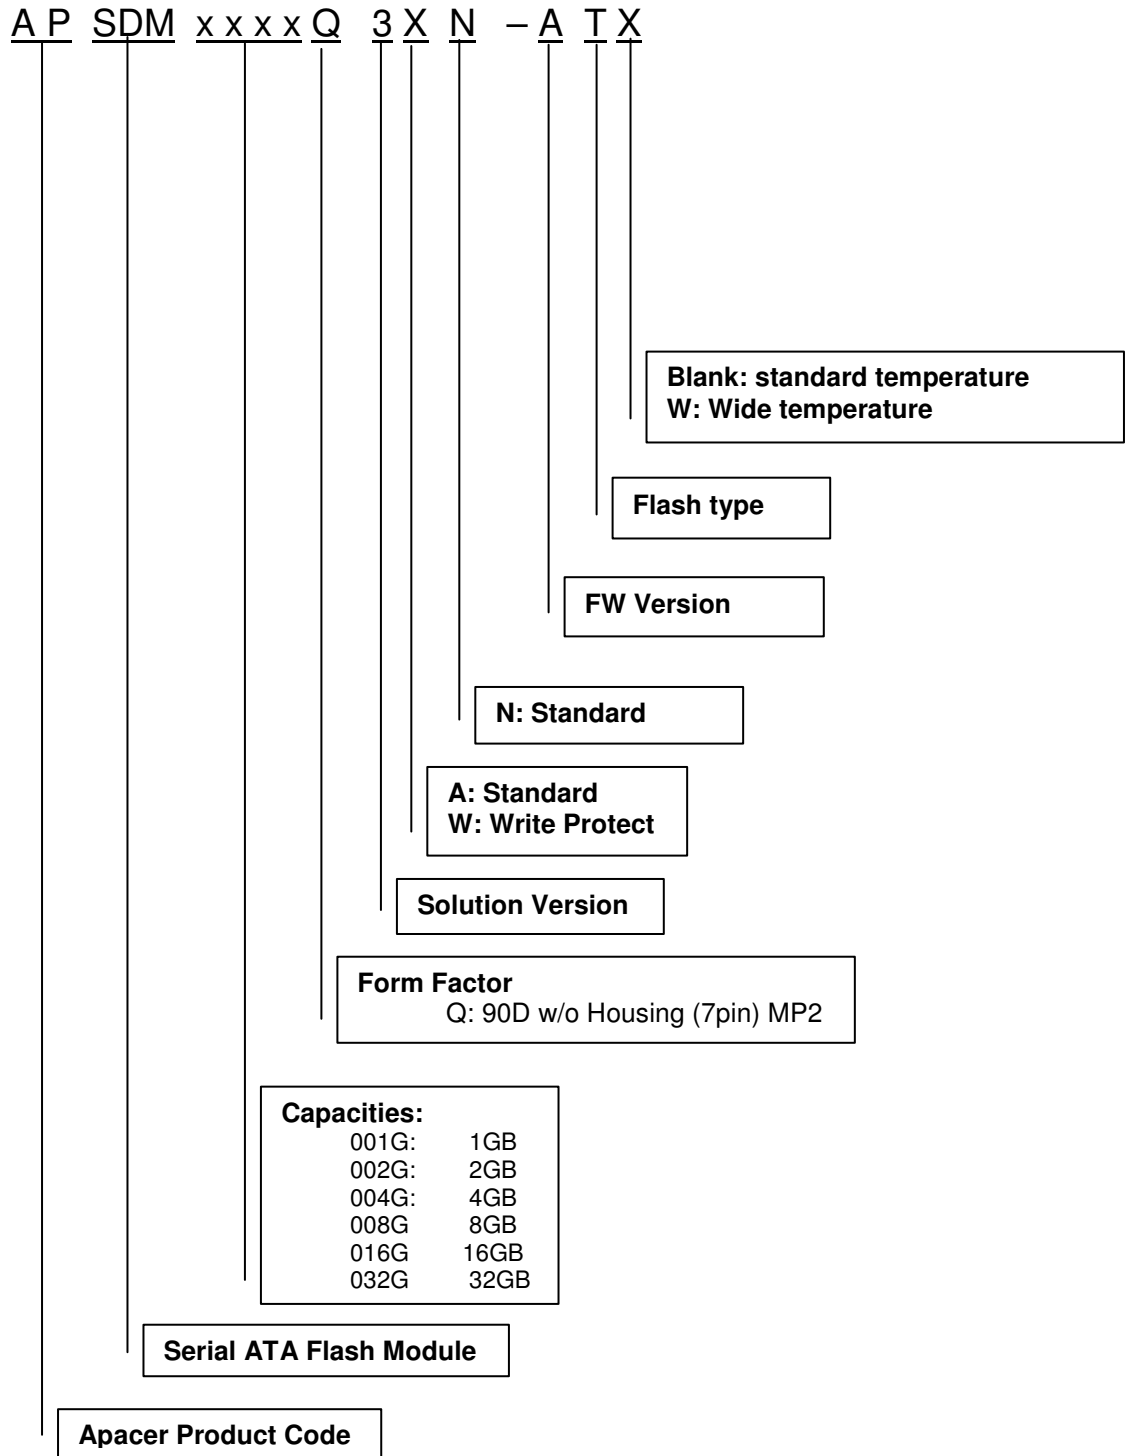 A P SDM x x x x Q 3 X N – A T X
Blank: standard temperature
W: Wide temperature
Flash type
FW Version
N: Standard
A: Standard
W: Write Protect
Solution Version
Form Factor
Q: 90D w/o Housing (7pin) MP2
Capacities:
001G: 1GB
002G: 2GB
004G: 4GB
008G 8GB
016G 16GB
032G 32GB
Serial ATA Flash Module
Apacer Product Code